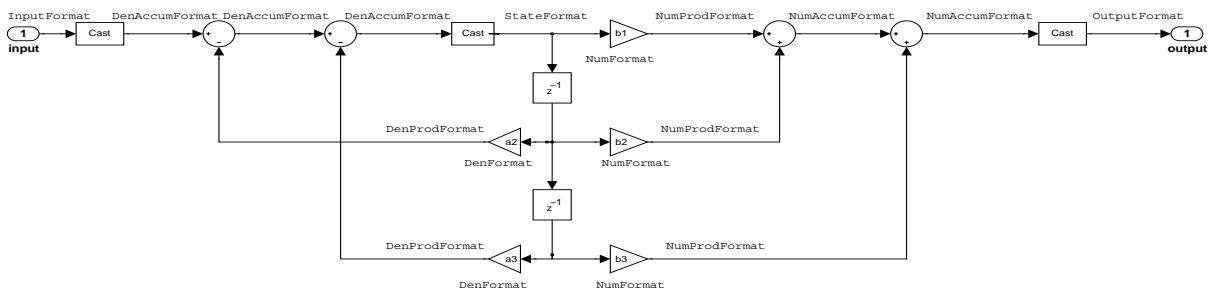 InputFormat DenAccumFormat DenAccumFormat DenAccumFormat StateFormat NumProdFormat NumAccumFormat NumAccumFormat OutputFormat
1 Cast + − + − Cast b1 + + + + Cast 1
input output
NumFormat
z−1
DenProdFormat NumProdFormat
a2 b2
DenFormat NumFormat
z−1
DenProdFormat NumProdFormat
a3 b3
DenFormat NumFormat